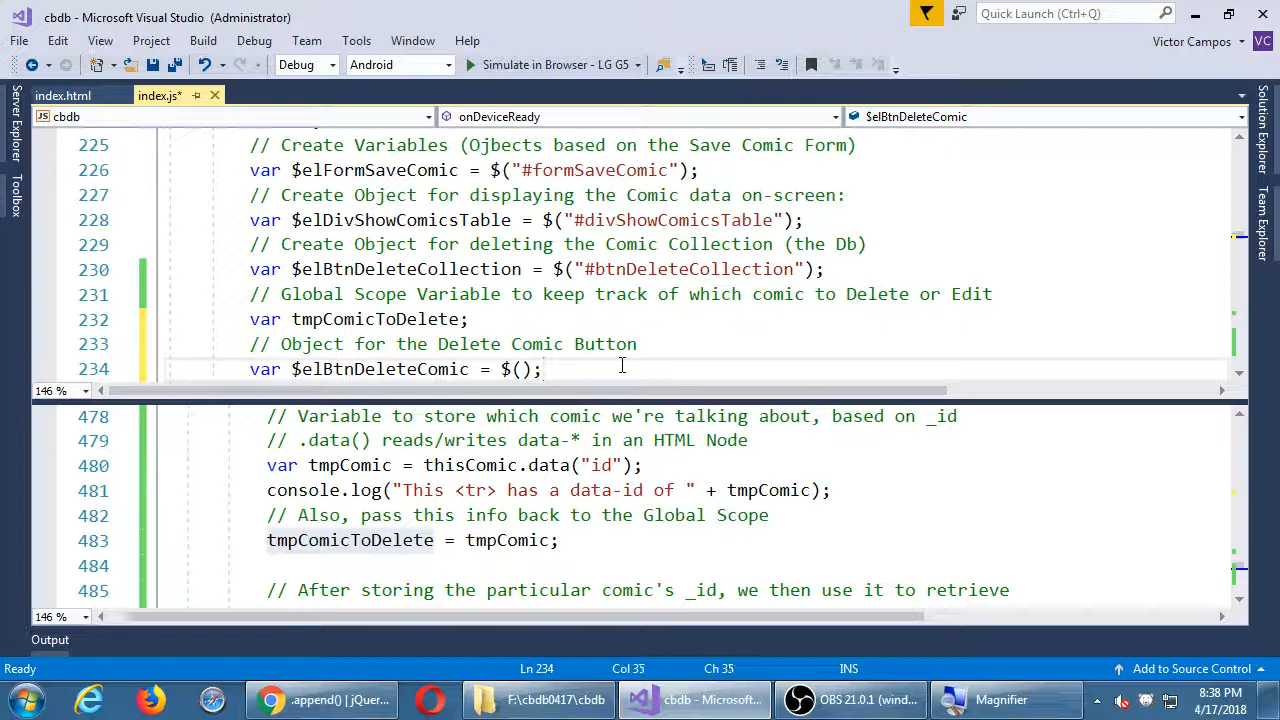 cbdb - Microsoft Visual Studio (Administrator)
Quick Launch (Ctrl+Q)
File Edit View Project Build Debug Team Tools Window Help
Victor Campos VC
Debug Android Simulate in Browser - LG G5
index.html index.js*
cbdb onDeviceReady $elBtnDeleteComic
Server Explorer
Toolbox
Solution Explorer
Team Explorer
225 // Create Variables (Ojbects based on the Save Comic Form)
226 var $elFormSaveComic = $("#formSaveComic");
227 // Create Object for displaying the Comic data on-screen:
228 var $elDivShowComicsTable = $("#divShowComicsTable");
229 // Create Object for deleting the Comic Collection (the Db)
230 var $elBtnDeleteCollection = $("#btnDeleteCollection");
231 // Global Scope Variable to keep track of which comic to Delete or Edit
232 var tmpComicToDelete;
233 // Object for the Delete Comic Button
234 var $elBtnDeleteComic = $();
146 %
478 // Variable to store which comic we're talking about, based on _id
479 // .data() reads/writes data-* in an HTML Node
480 var tmpComic = thisComic.data("id");
481 console.log("This <tr> has a data-id of " + tmpComic);
482 // Also, pass this info back to the Global Scope
483 tmpComicToDelete = tmpComic;
484
485 // After storing the particular comic's _id, we then use it to retrieve
146 %
Output
Ready Ln 234 Col 35 Ch 35 INS Add to Source Control
.append() | jQuer... F:\cbdb0417\cbdb cbdb - Microsoft... OBS 21.0.1 (wind... Magnifier
8:38 PM
4/17/2018